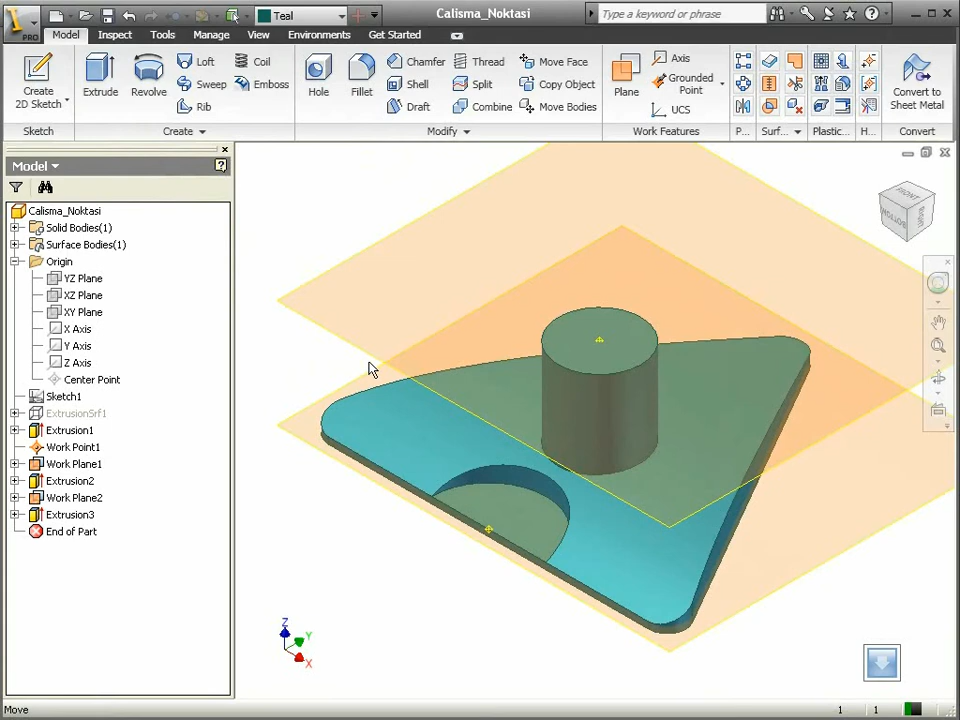 Teal
Calisma_Noktasi
Type a keyword or phrase
PRO
Model
Inspect
Tools
Manage
View
Environments
Get Started
Create
2D Sketch
Extrude
Revolve
Loft
Coil
Sweep
Emboss
Rib
Hole
Fillet
Chamfer
Thread
Move Face
Shell
Split
Copy Object
Draft
Combine
Move Bodies
Plane
Axis
Grounded
Point
UCS
Convert to
Sheet Metal
Sketch
Create
Modify
Work Features
P...
Surf...
Plastic...
H...
Convert
Model
Calisma_Noktasi
Solid Bodies(1)
Surface Bodies(1)
Origin
YZ Plane
XZ Plane
XY Plane
X Axis
Y Axis
Z Axis
Center Point
Sketch1
ExtrusionSrf1
Extrusion1
Work Point1
Work Plane1
Extrusion2
Work Plane2
Extrusion3
End of Part
FRONT
BOTTOM
RIGHT
Z
Y
X
Move
1
1